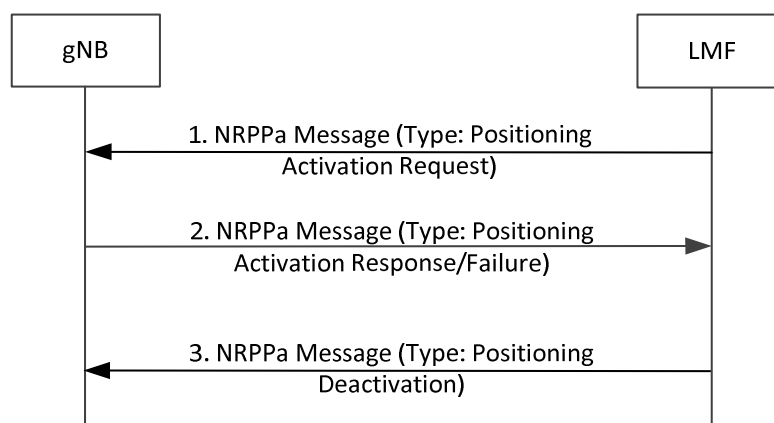 gNB
LMF
1. NRPPa Message (Type: Positioning
Activation Request)
2. NRPPa Message (Type: Positioning
Activation Response/Failure)
3. NRPPa Message (Type: Positioning
Deactivation)